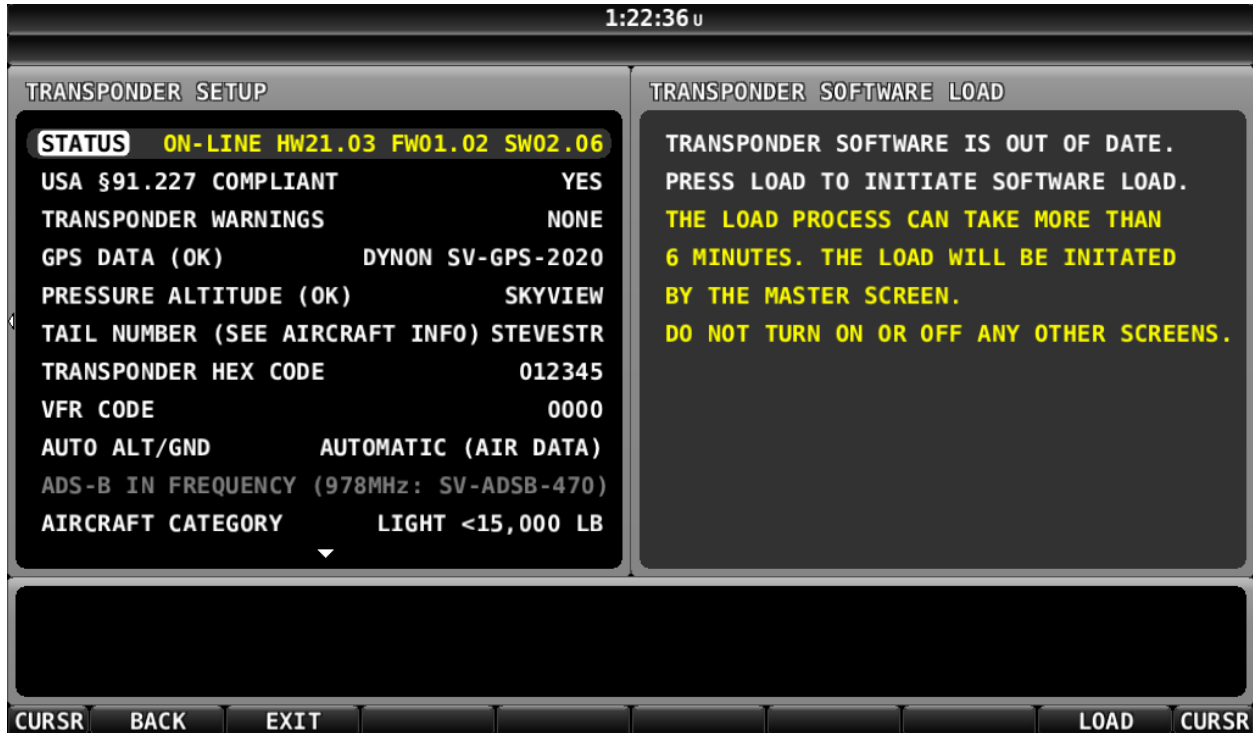 1:22:36 U
TRANSPONDER SETUP
STATUS ON-LINE HW21.03 FW01.02 SW02.06
USA §91.227 COMPLIANT YES
TRANSPONDER WARNINGS NONE
GPS DATA (OK) DYNON SV-GPS-2020
PRESSURE ALTITUDE (OK) SKYVIEW
TAIL NUMBER (SEE AIRCRAFT INFO) STEVESTR
TRANSPONDER HEX CODE 012345
VFR CODE 0000
AUTO ALT/GND AUTOMATIC (AIR DATA)
ADS-B IN FREQUENCY (978MHz: SV-ADSB-470)
AIRCRAFT CATEGORY LIGHT <15,000 LB
TRANSPONDER SOFTWARE LOAD
TRANSPONDER SOFTWARE IS OUT OF DATE.
PRESS LOAD TO INITIATE SOFTWARE LOAD.
THE LOAD PROCESS CAN TAKE MORE THAN
6 MINUTES. THE LOAD WILL BE INITATED
BY THE MASTER SCREEN.
DO NOT TURN ON OR OFF ANY OTHER SCREENS.
CURSR BACK EXIT LOAD CURSR